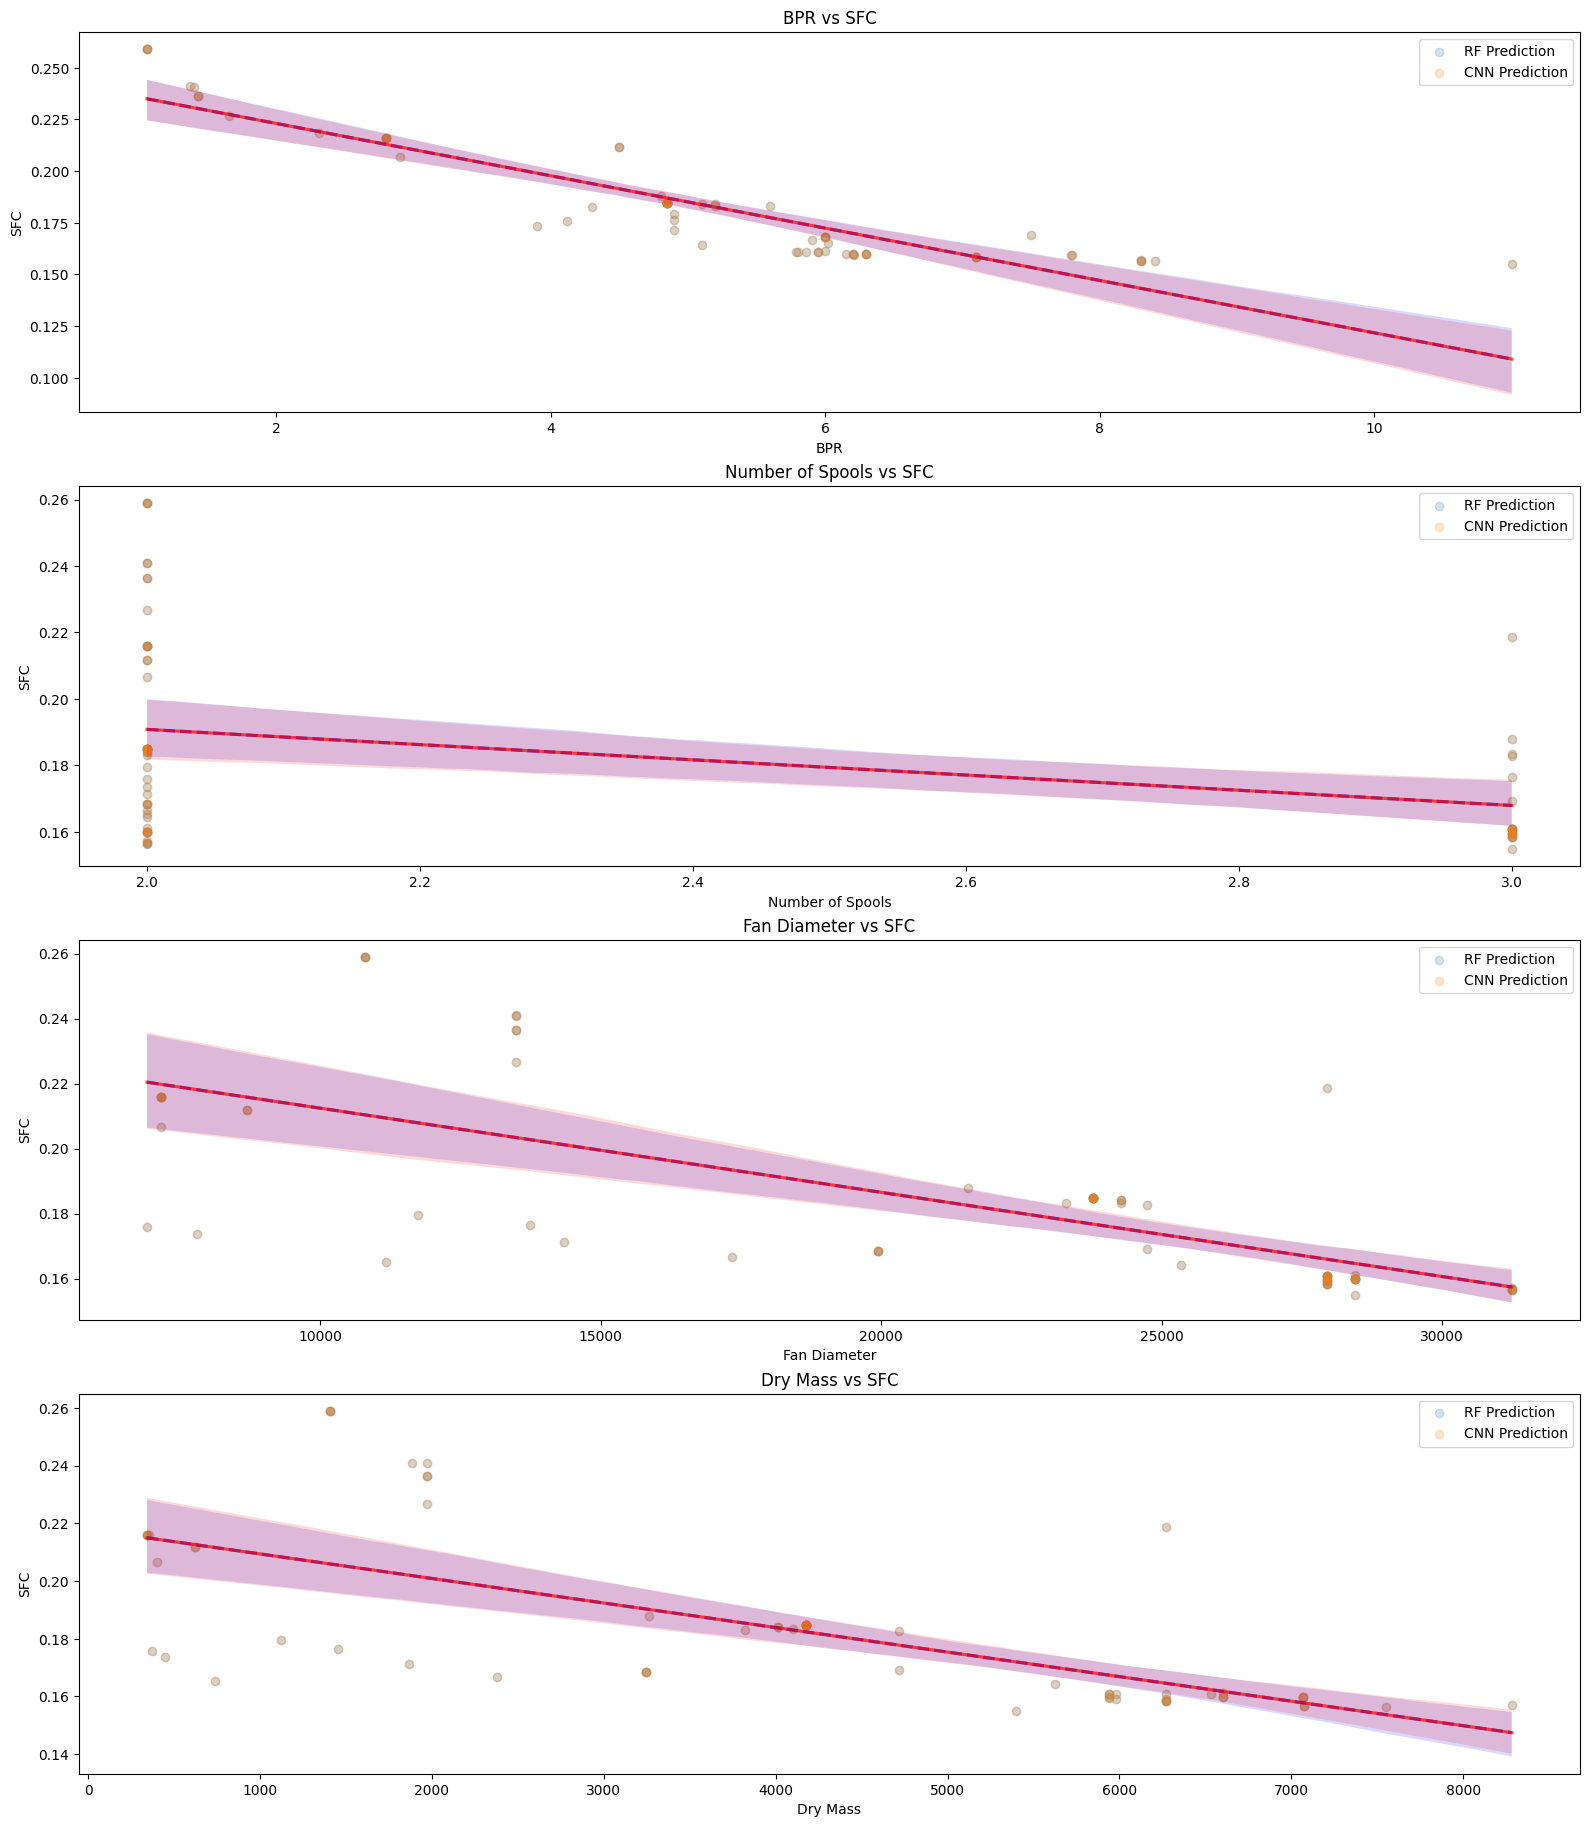 BPR vs SFC
RF Prediction
CNN Prediction
0.250
0.225
0.200
0.175
0.150
0.125
0.100
SFC
2
4
6
8
10
BPR
Number of Spools vs SFC
RF Prediction
CNN Prediction
0.26
0.24
0.22
0.20
0.18
0.16
SFC
2.0
2.2
2.4
2.6
2.8
3.0
Number of Spools
Fan Diameter vs SFC
RF Prediction
CNN Prediction
0.26
0.24
0.22
0.20
0.18
0.16
SFC
10000
15000
20000
25000
30000
Fan Diameter
Dry Mass vs SFC
RF Prediction
CNN Prediction
0.26
0.24
0.22
0.20
0.18
0.16
0.14
SFC
0
1000
2000
3000
4000
5000
6000
7000
8000
Dry Mass